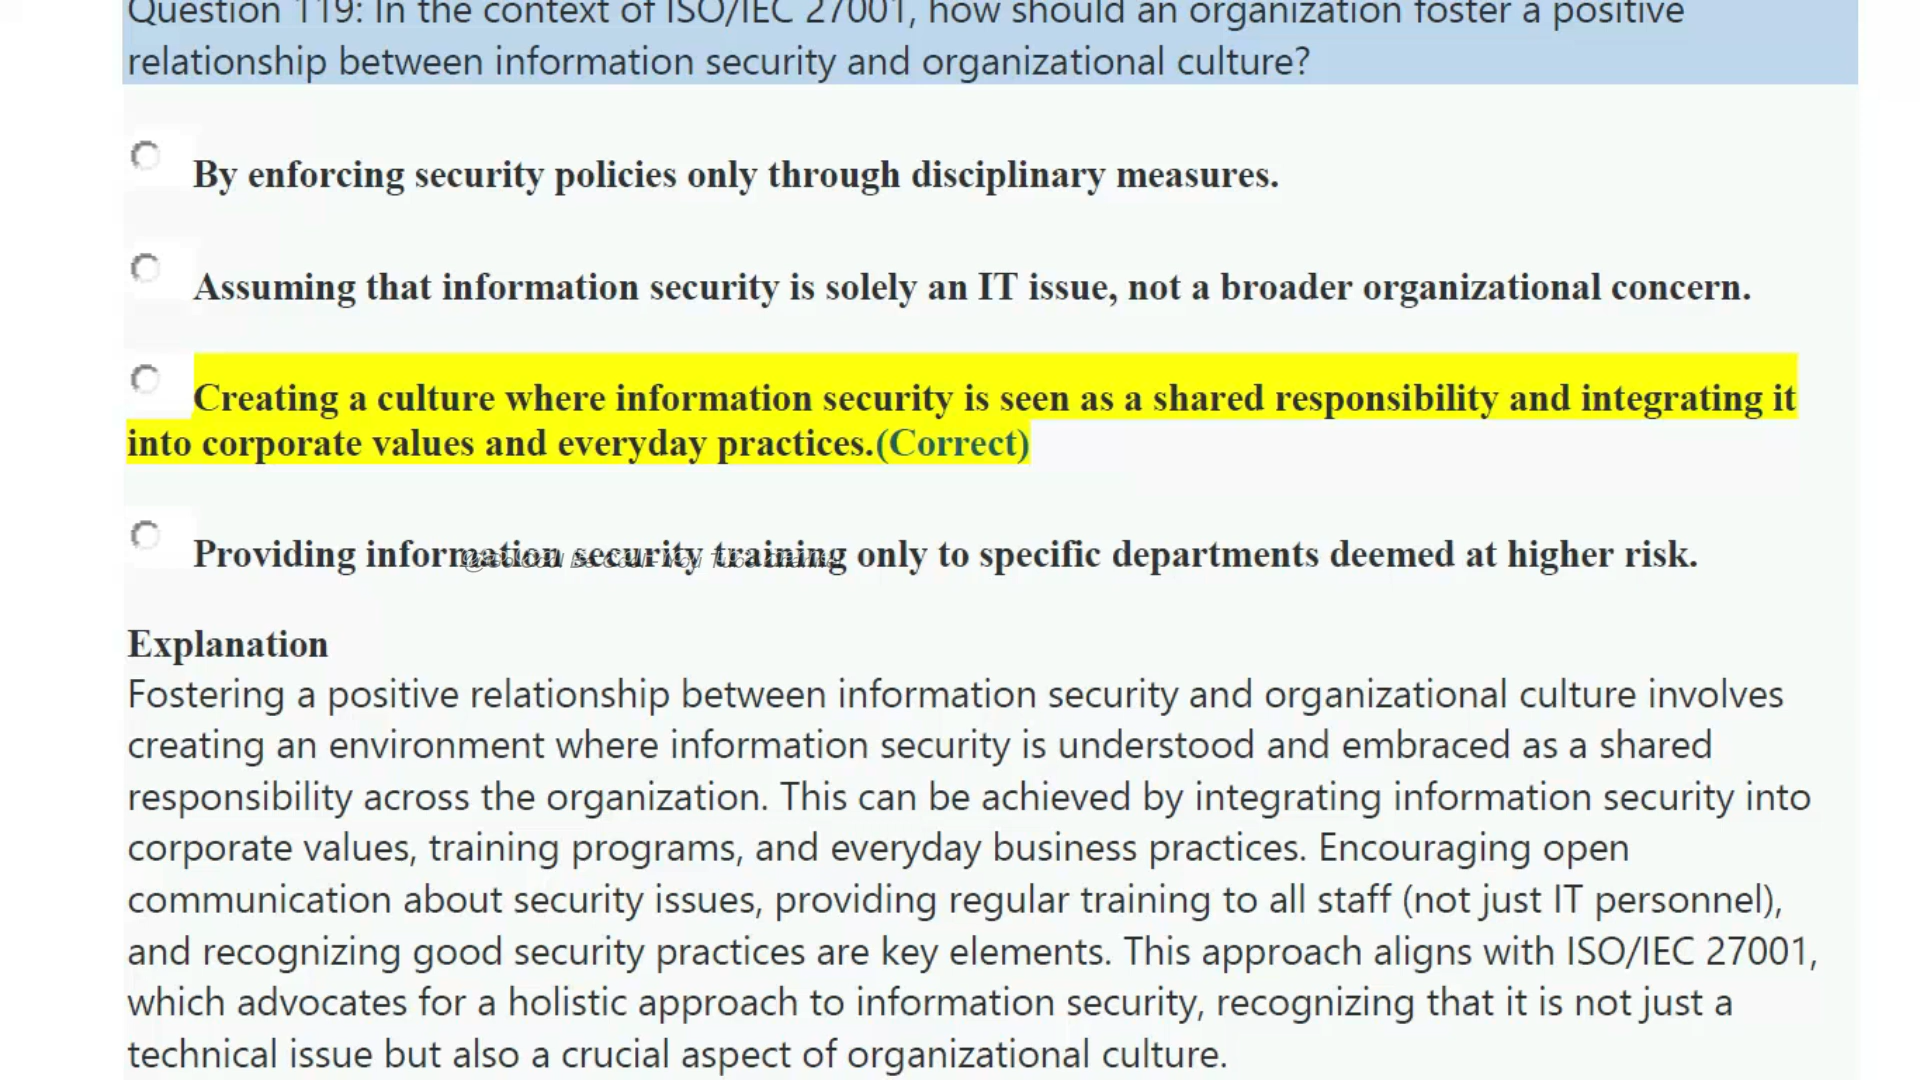 Question 119: In the context of ISO/IEC 27001, how should an organization foster a positive
relationship between information security and organizational culture?
By enforcing security policies only through disciplinary measures.
Assuming that information security is solely an IT issue, not a broader organizational concern.
Creating a culture where information security is seen as a shared responsibility and integrating it
into corporate values and everyday practices.(Correct)
Providing information security training only to specific departments deemed at higher risk.
Explanation
Fostering a positive relationship between information security and organizational culture involves
creating an environment where information security is understood and embraced as a shared
responsibility across the organization. This can be achieved by integrating information security into
corporate values, training programs, and everyday business practices. Encouraging open
communication about security issues, providing regular training to all staff (not just IT personnel),
and recognizing good security practices are key elements. This approach aligns with ISO/IEC 27001,
which advocates for a holistic approach to information security, recognizing that it is not just a
technical issue but also a crucial aspect of organizational culture.